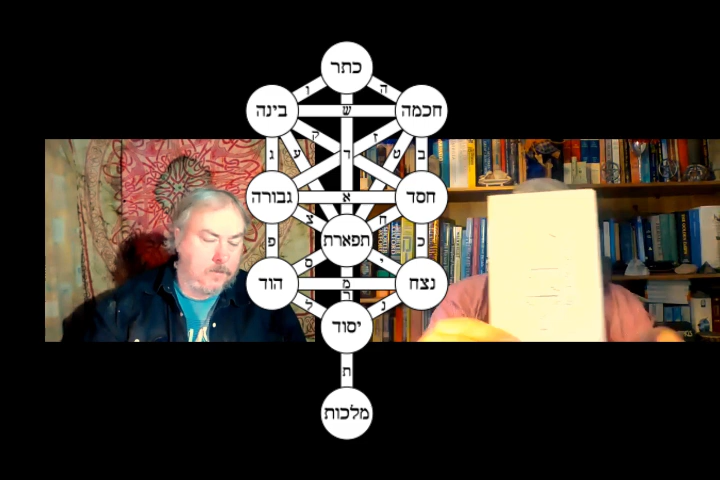 כתר
ה ו
חכמה ש בינה
ז ק
ב ט ד ע ג
חסד א גבורה
ח צ
כ תפארת פ
י ס
נצח מ הוד
ר
נ ל
יסוד
ת
מלכות